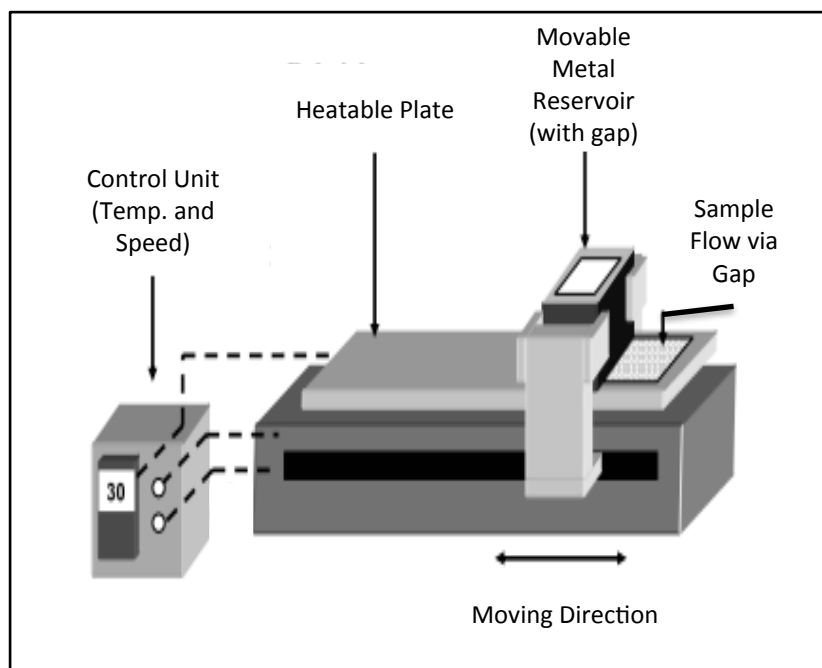 Movable
Metal
Reservoir
(with gap)
Heatable Plate
Control Unit
(Temp. and
Speed)
Sample
Flow via
Gap
30
Moving Direction